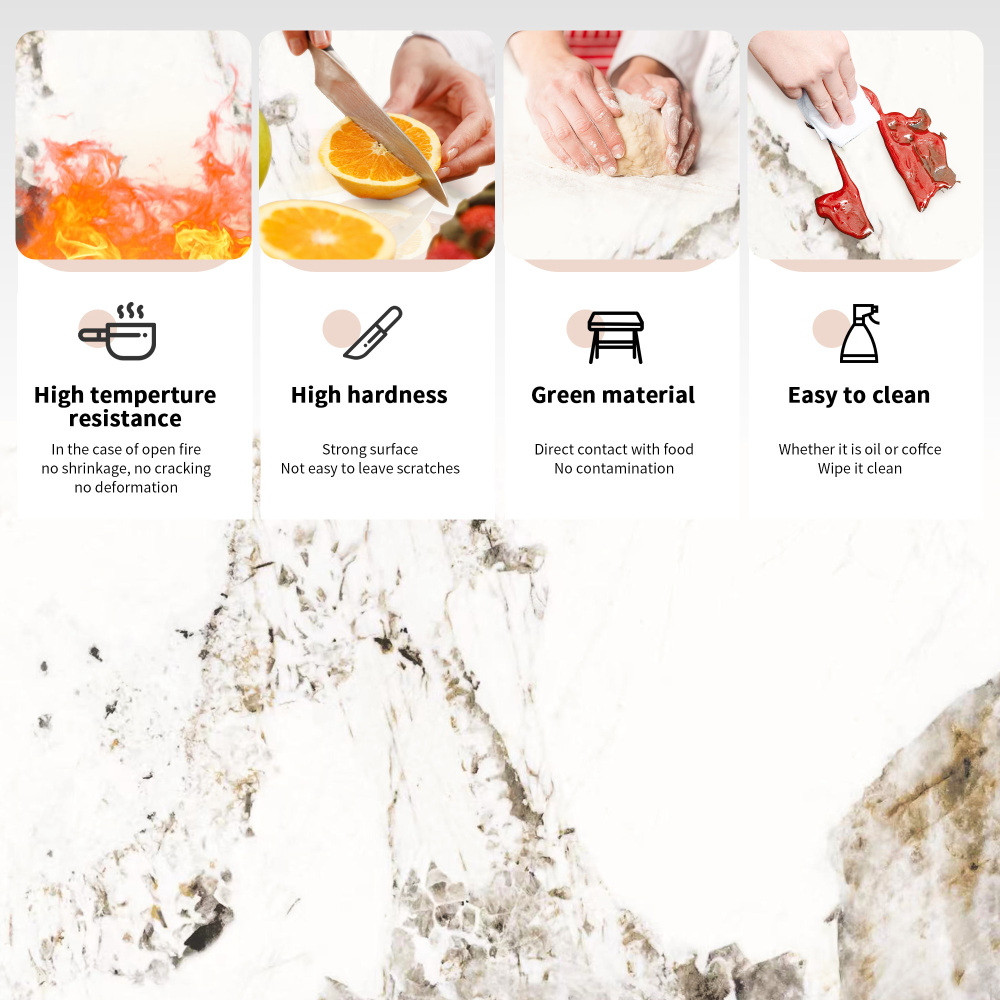 High temperture
resistance
In the case of open fire
no shrinkage, no cracking
no deformation
High hardness
Strong surface
Not easy to leave scratches
Green material
Direct contact with food
No contamination
Easy to clean
Whether it is oil or coffce
Wipe it clean